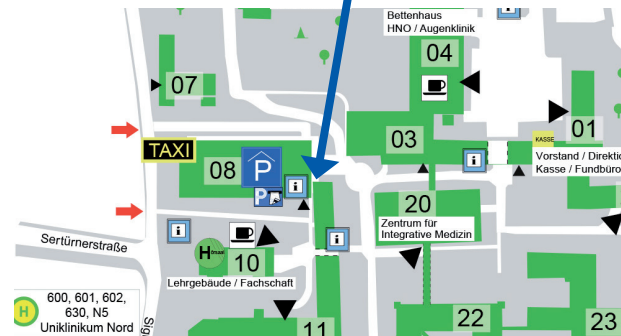 Bettenhaus
HNO / Augenklinik
i
04
07
03
KASSE
01
TAXI
08
P
P
i
i
Vorstand / Direktio
Kasse / Fundbüro
20
Zentrum für
Integrative Medizin
Sertürnerstraße
i
i
H
10
Lehrgebäude / Fachschaft
H
600, 601, 602,
630, N5
Uniklinikum Nord
Sig
11
22
23